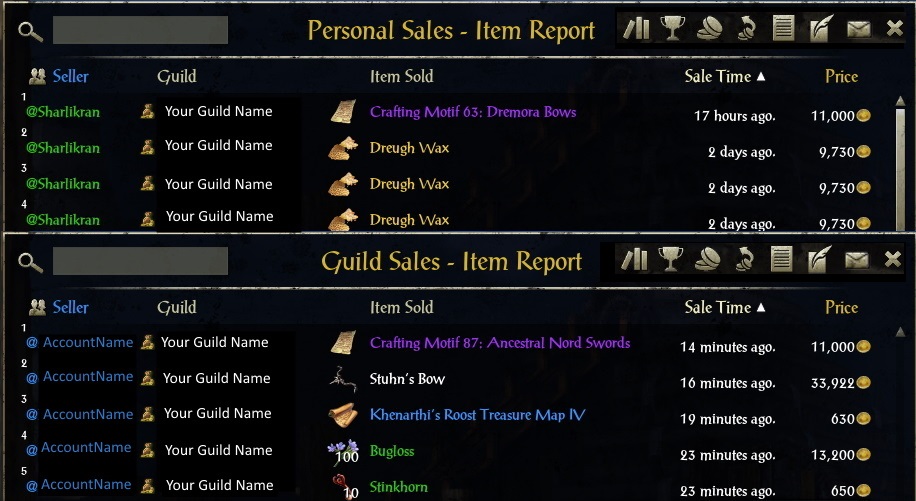 Personal Sales - Item Report
Seller Guild Item Sold Sale Time ▲ Price
1
@Sharlikran Your Guild Name Crafting Motif 63: Dremora Bows 17 hours ago. 11,000
2
@Sharlikran Your Guild Name Dreugh Wax 2 days ago. 9,730
3
@Sharlikran Your Guild Name Dreugh Wax 2 days ago. 9,730
4
@Sharlikran Your Guild Name Dreugh Wax 2 days ago. 9,730
Guild Sales - Item Report
Seller Guild Item Sold Sale Time ▲ Price
1
@ AccountName Your Guild Name Crafting Motif 87: Ancestral Nord Swords 14 minutes ago. 11,000
2
@ AccountName Your Guild Name Stuhn's Bow 16 minutes ago. 33,922
3
@ AccountName Your Guild Name Khenarthi's Roost Treasure Map IV 19 minutes ago. 630
4
@ AccountName Your Guild Name 100 Bugloss 23 minutes ago. 13,200
5
@ AccountName Your Guild Name 10 Stinkhorn 23 minutes ago. 650